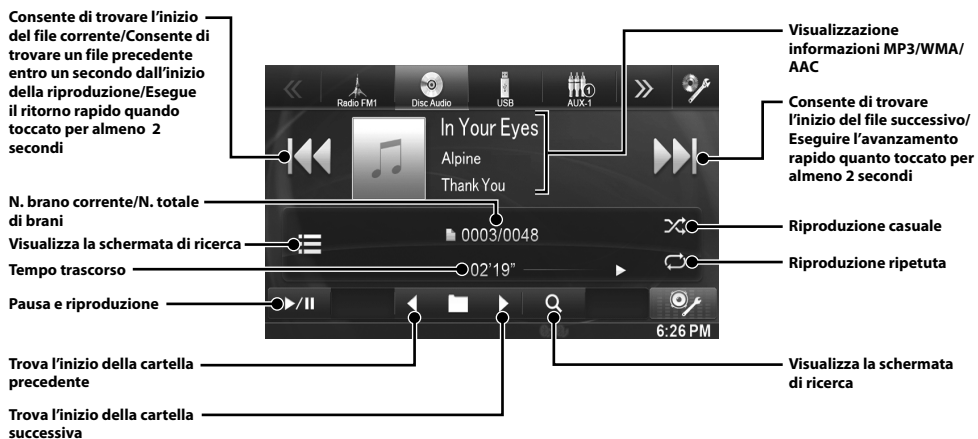 Consente di trovare l'inizio
del file corrente/Consente di
trovare un file precedente
entro un secondo dall'inizio
della riproduzione/Esegue
il ritorno rapido quando
toccato per almeno 2
secondi
N. brano corrente/N. totale
di brani
Visualizza la schermata di ricerca
Tempo trascorso
Pausa e riproduzione
Trova l'inizio della cartella
precedente
Trova l'inizio della cartella
successiva
Radio FM1
Disc Audio
USB
AUX-1
1
In Your Eyes
Alpine
Thank You
0003/0048
02'19"
6:26 PM
Visualizzazione
informazioni MP3/WMA/
AAC
Consente di trovare
l'inizio del file successivo/
Eseguire l'avanzamento
rapido quanto toccato per
almeno 2 secondi
Riproduzione casuale
Riproduzione ripetuta
Visualizza la schermata
di ricerca